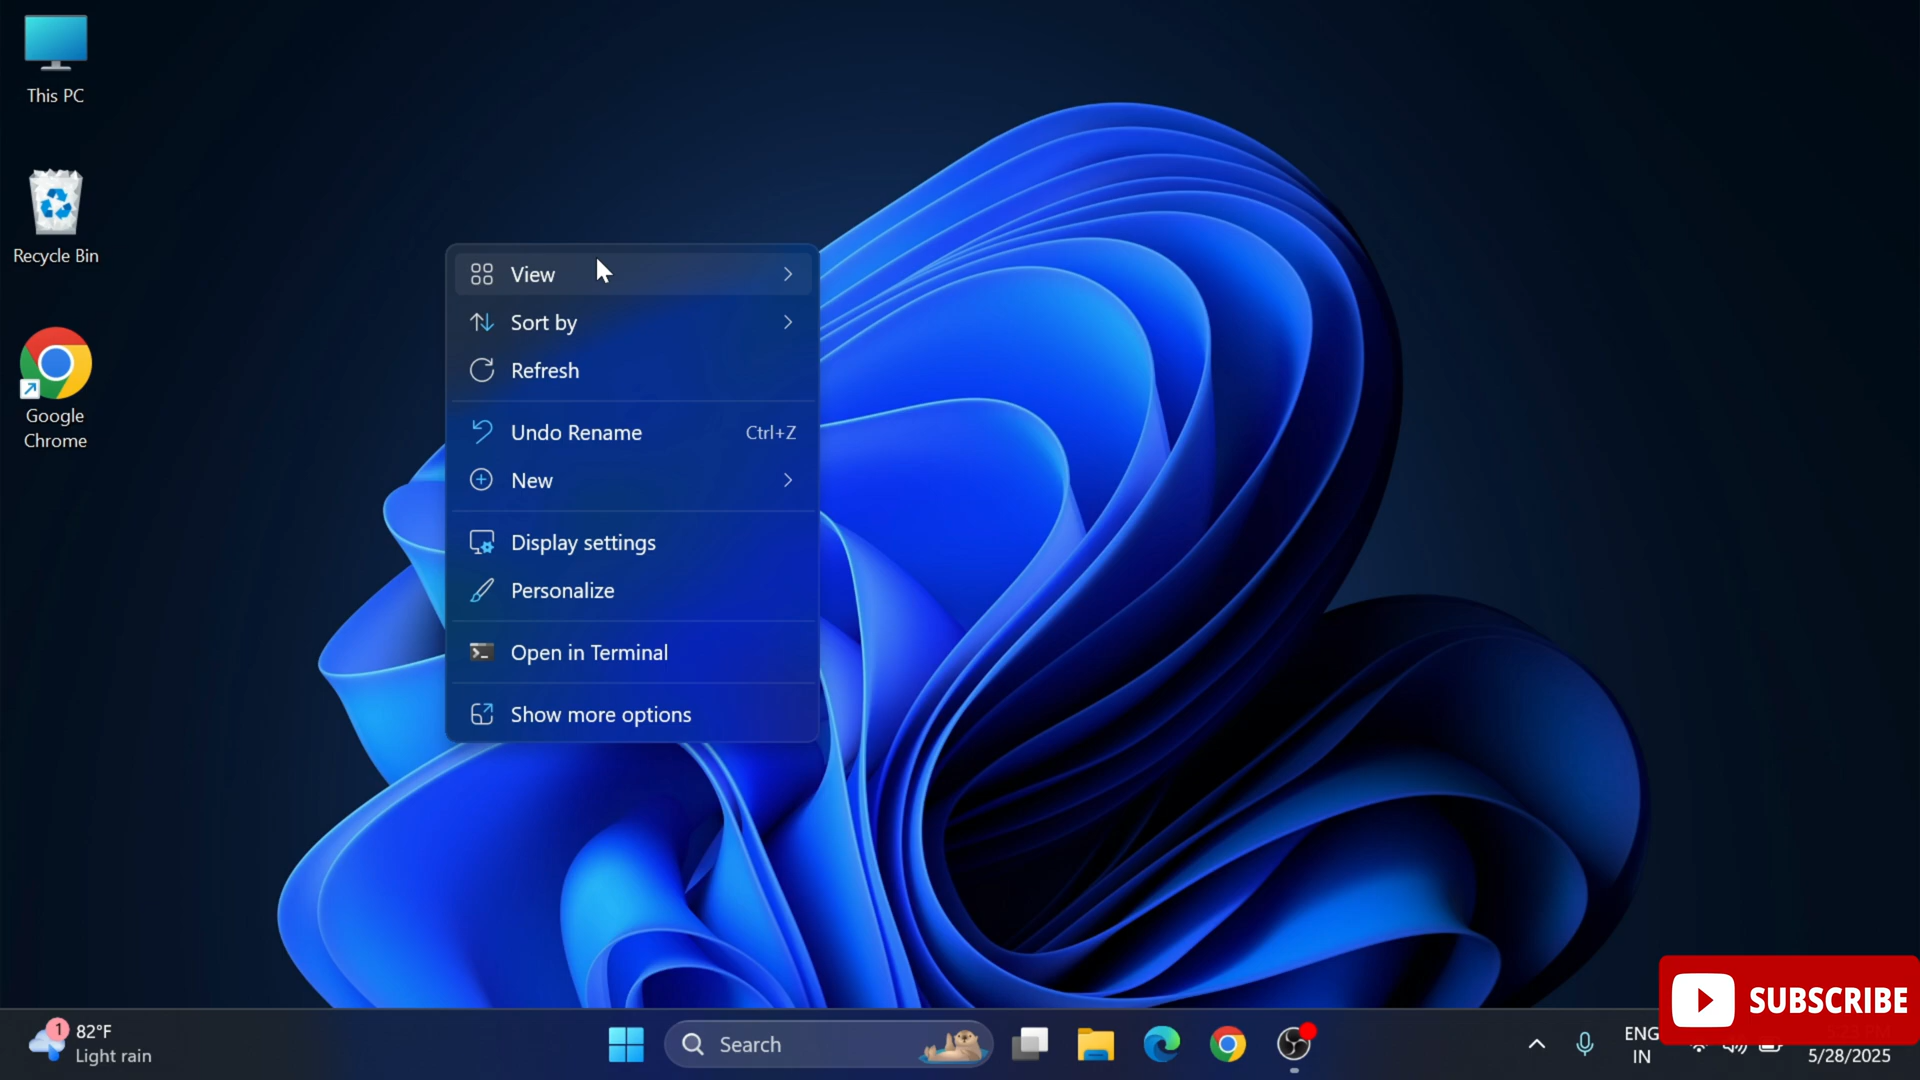 This PC
Recycle Bin
Google
Chrome
View
Sort by
Refresh
Undo Rename Ctrl+Z
New
Display settings
Personalize
Open in Terminal
Show more options
SUBSCRIBE
1
82°F
Light rain
Search
ENG
IN
5/28/2025